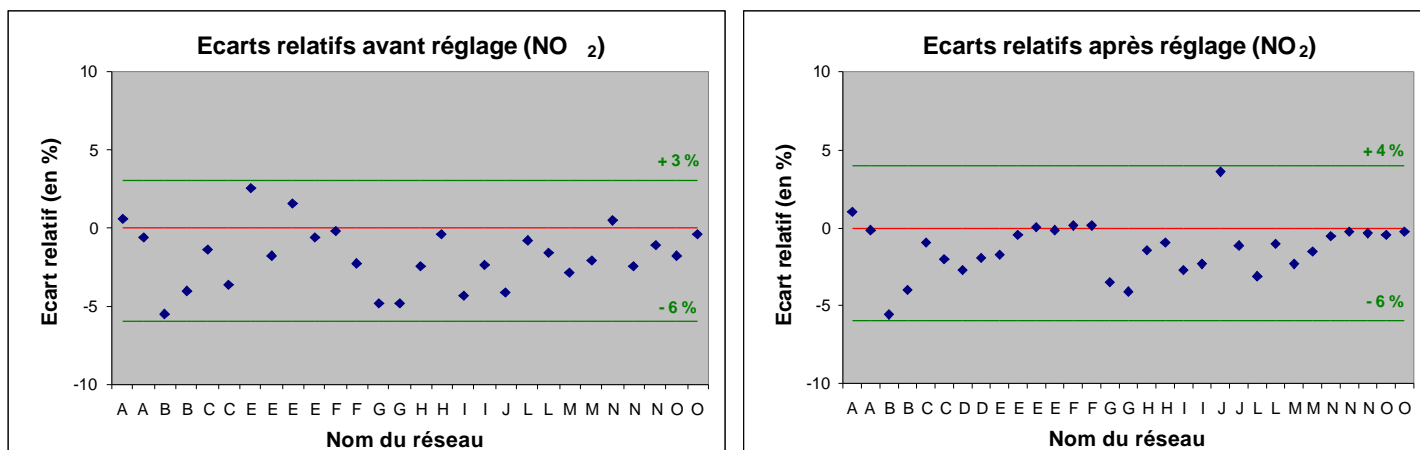 Ecarts relatifs avant réglage (NO 2)
10
5
0
-5
-10
Ecart relatif (en %)
+ 3 %
- 6 %
A A B B C C E E E E F F G G H H I I J L L M M N N N O O
Nom du réseau
Ecarts relatifs après réglage (NO2)
10
5
0
-5
-10
Ecart relatif (en %)
+ 4 %
- 6 %
A A B B C C D D E E E F F G G H H I I J J L L M M N N N O O
Nom du réseau